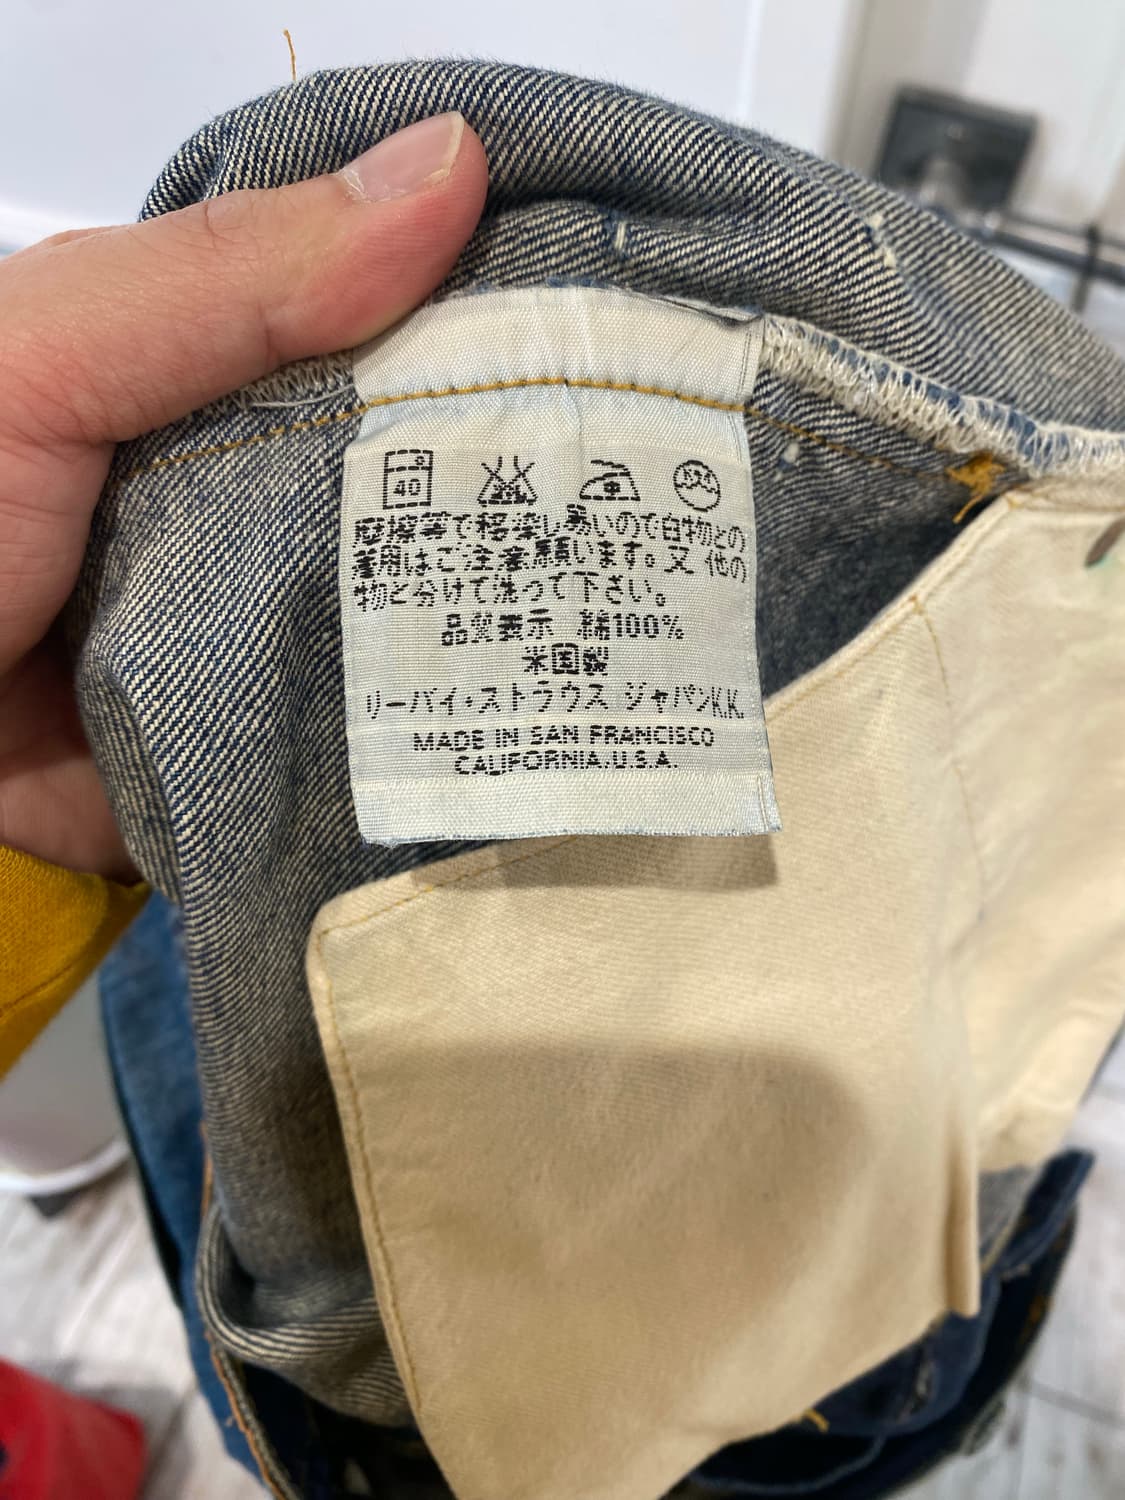 40
摩擦等で移染し易いので白キ物との
着用はご注意願います。又 他の
物と分けて洗って下さい。
品質表示 綿100%
米国製
リーバイ・ストラウス ジャパンK.K.
MADE IN SAN FRANCISCO
CALIFORNIA.U.S.A.